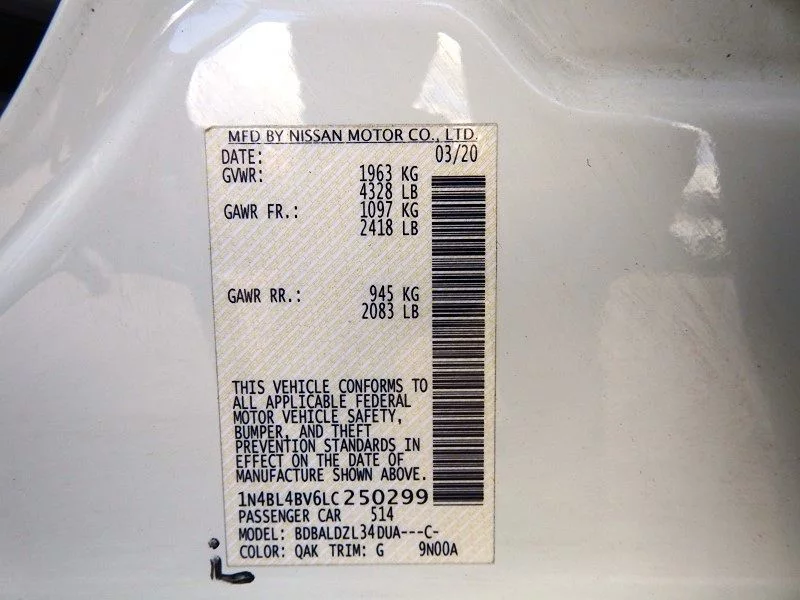 MFD BY NISSAN MOTOR CO., LTD.
DATE: 03/20
GVWR: 1963 KG
4328 LB
GAWR FR.: 1097 KG
2418 LB
GAWR RR.: 945 KG
2083 LB
THIS VEHICLE CONFORMS TO
ALL APPLICABLE FEDERAL
MOTOR VEHICLE SAFETY,
BUMPER, AND THEFT
PREVENTION STANDARDS IN
EFFECT ON THE DATE OF
MANUFACTURE SHOWN ABOVE.
1N4BL4BV6LC250299
PASSENGER CAR 514
MODEL: BDBALDZL34DUA---C-
COLOR: QAK TRIM: G 9N00A